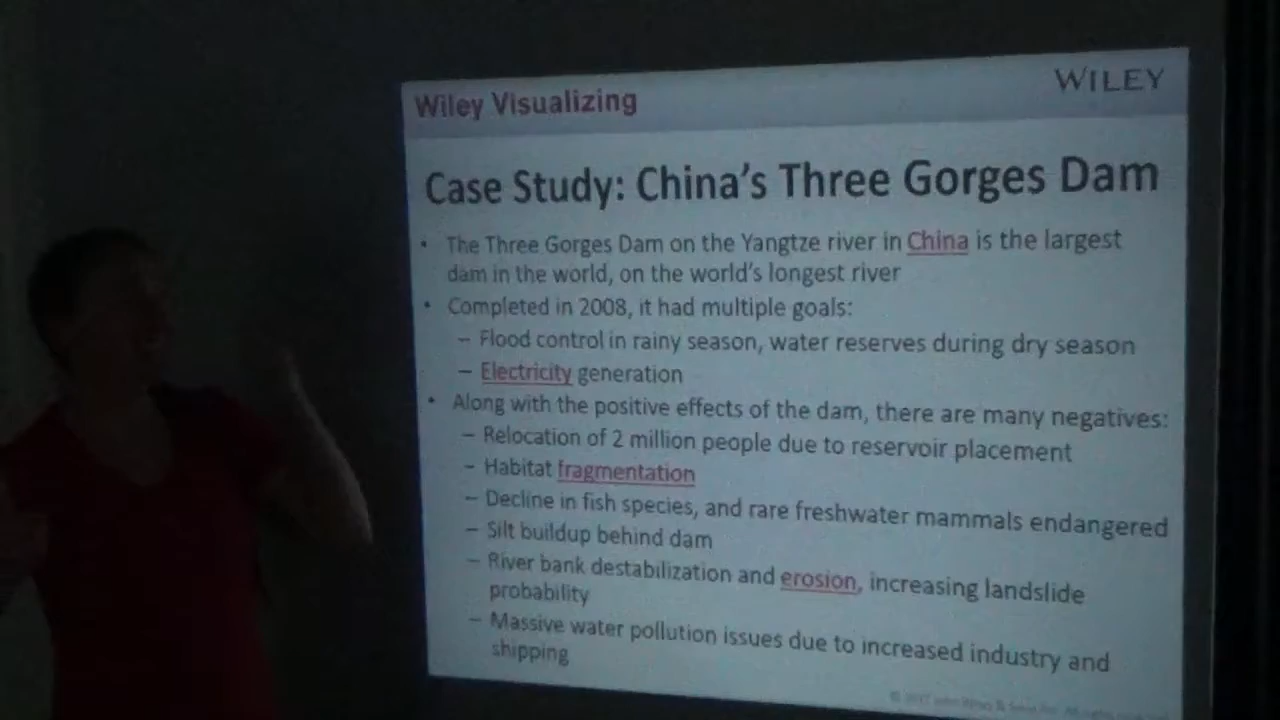 Wiley Visualizing
WILEY
Case Study: China's Three Gorges Dam
• The Three Gorges Dam on the Yangtze river in China is the largest
dam in the world, on the world's longest river
• Completed in 2008, it had multiple goals:
– Flood control in rainy season, water reserves during dry season
– Electricity generation
• Along with the positive effects of the dam, there are many negatives:
– Relocation of 2 million people due to reservoir placement
– Habitat fragmentation
– Decline in fish species, and rare freshwater mammals endangered
– Silt buildup behind dam
– River bank destabilization and erosion, increasing landslide
probability
– Massive water pollution issues due to increased industry and
shipping